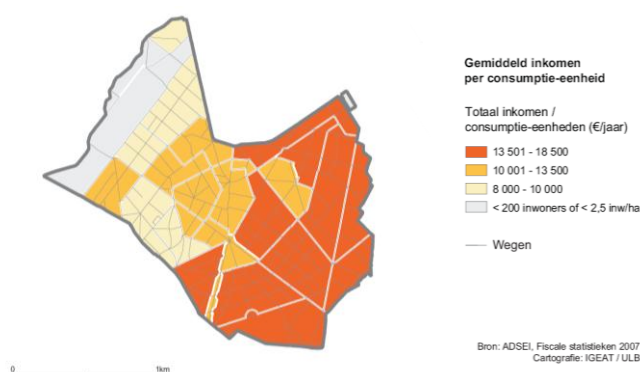 Gemiddeld inkomen
per consumptie-eenheid
Totaal inkomen /
consumptie-eenheden (€/jaar)
13 501 - 18 500
10 001 - 13 500
8 000 - 10 000
< 200 inwoners of < 2,5 inw/ha
Wegen
Bron: ADSEI, Fiscale statistieken 2007
Cartografie: IGEAT / ULB
0 1km